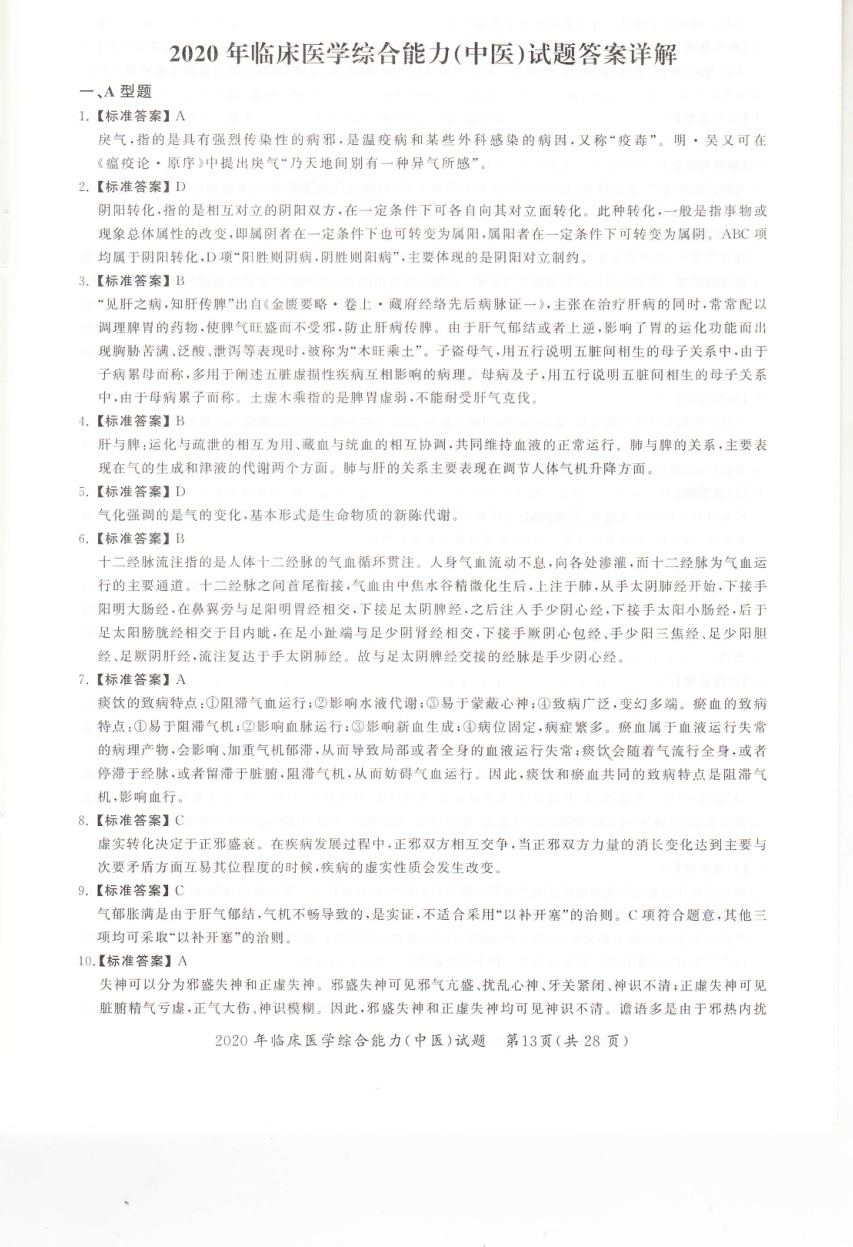 2020 年临床医学综合能力(中医)试题答案详解
一、A 型题
1.【标准答案】A
戾气,指的是具有强烈传染性的病邪,是温疫病和某些外科感染的病因,又称“疫毒”。明·吴又可在
《瘟疫论·原序》中提出戾气“乃天地间别有一种异气所感”。
2.【标准答案】D
阴阳转化,指的是相互对立的阴阳双方,在一定条件下可各自向其对立面转化。此种转化,一般是指事物或
现象总体属性的改变,即属阴者在一定条件下也可转变为属阳,属阳者在一定条件下可转变为属阴。ABC 项
均属于阴阳转化,D 项“阳胜则阴病,阴胜则阳病”,主要体现的是阴阳对立制约。
3.【标准答案】B
“见肝之病,知肝传脾”出自《金匮要略·卷上·藏府经络先后病脉证一》,主张在治疗肝病的同时,常常配以
调理脾胃的药物,使脾气旺盛而不受邪,防止肝病传脾。由于肝气郁结或者上逆,影响了胃的运化功能而出
现胸胁苦满、泛酸、泄泻等表现时,被称为“木旺乘土”。子盗母气,用五行说明五脏间相生的母子关系中,由于
子病累母而称,多用于阐述五脏虚损性疾病互相影响的病理。母病及子,用五行说明五脏间相生的母子关系
中,由于母病累子而称。土虚木乘指的是脾胃虚弱,不能耐受肝气克伐。
4.【标准答案】B
肝与脾:运化与疏泄的相互为用、藏血与统血的相互协调,共同维持血液的正常运行。肺与脾的关系,主要表
现在气的生成和津液的代谢两个方面。肺与肝的关系主要表现在调节人体气机升降方面。
5.【标准答案】D
气化强调的是气的变化,基本形式是生命物质的新陈代谢。
6.【标准答案】B
十二经脉流注指的是人体十二经脉的气血循环贯注。人身气血流动不息,向各处渗灌,而十二经脉为气血运
行的主要通道。十二经脉之间首尾衔接,气血由中焦水谷精微化生后,上注于肺,从手太阴肺经开始,下接手
阳明大肠经,在鼻翼旁与足阳明胃经相交,下接足太阴脾经,之后注入手少阴心经,下接手太阳小肠经,后于
足太阳膀胱经相交于目内眦,在足小趾端与足少阴肾经相交,下接手厥阴心包经、手少阳三焦经、足少阳胆
经、足厥阴肝经,流注复达于手太阴肺经。故与足太阴脾经交接的经脉是手少阴心经。
7.【标准答案】A
痰饮的致病特点:①阻滞气血运行;②影响水液代谢;③易于蒙蔽心神;④致病广泛,变幻多端。瘀血的致病
特点:①易于阻滞气机;②影响血脉运行;③影响新血生成;④病位固定,病症繁多。瘀血属于血液运行失常
的病理产物,会影响、加重气机郁滞,从而导致局部或者全身的血液运行失常;痰饮会随着气流行全身,或者
停滞于经脉,或者留滞于脏腑,阻滞气机,从而妨碍气血运行。因此,痰饮和瘀血共同的致病特点是阻滞气
机,影响血行。
8.【标准答案】C
虚实转化决定于正邪盛衰。在疾病发展过程中,正邪双方相互交争,当正邪双方力量的消长变化达到主要与
次要矛盾方面互易其位程度的时候,疾病的虚实性质会发生改变。
9.【标准答案】C
气郁胀满是由于肝气郁结,气机不畅导致的,是实证,不适合采用“以补开塞”的治则。C 项符合题意,其他三
项均可采取“以补开塞”的治则。
10.【标准答案】A
失神可以分为邪盛失神和正虚失神。邪盛失神可见邪气亢盛、扰乱心神、牙关紧闭、神识不清;正虚失神可见
脏腑精气亏虚,正气大伤、神识模糊。因此,邪盛失神和正虚失神均可见神识不清。谵语多是由于邪热内扰
2020 年临床医学综合能力(中医)试题 第13页(共 28 页)